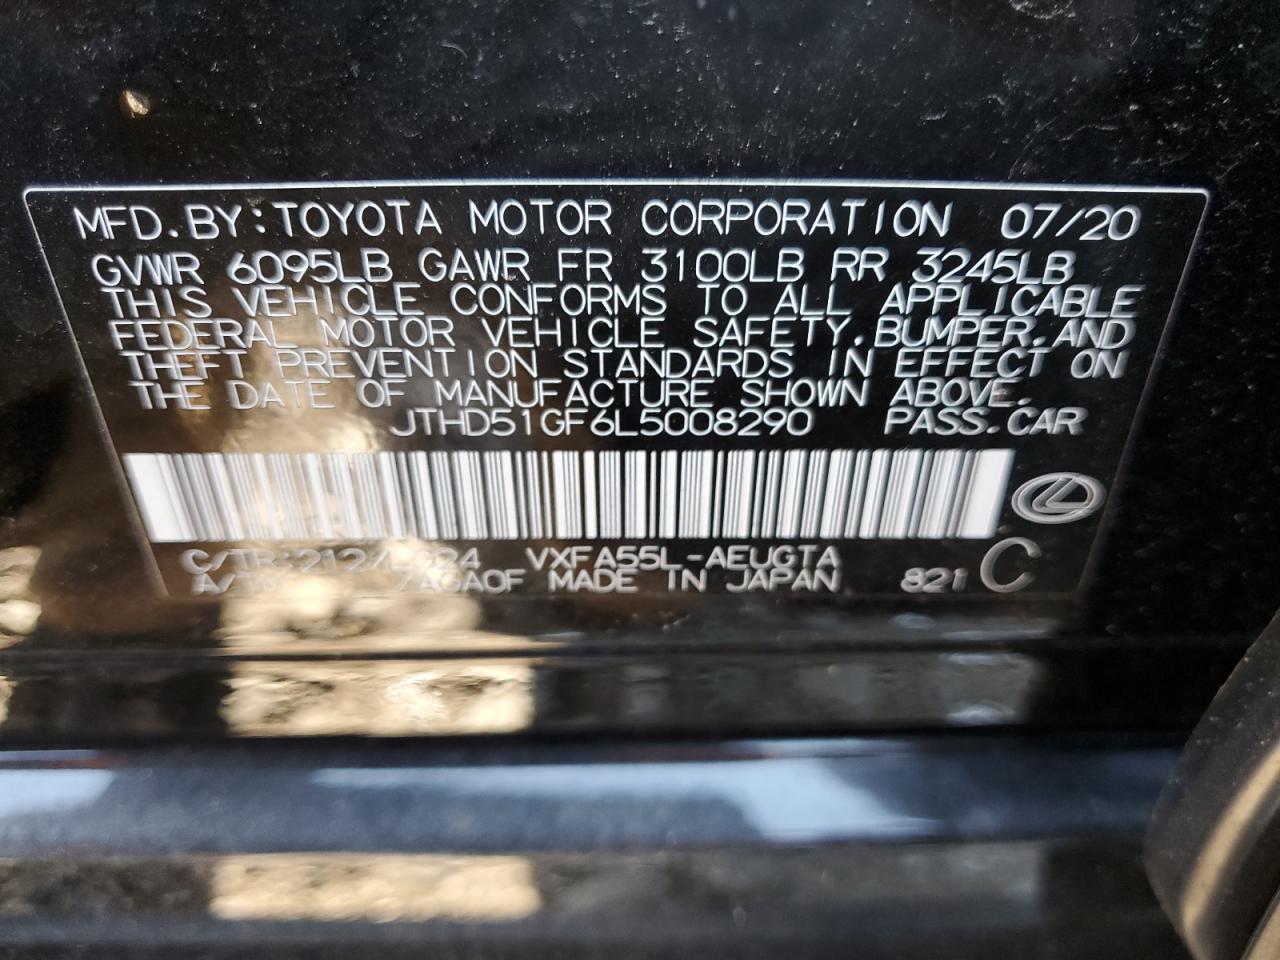 MFD. BY: TOYOTA MOTOR CORPORATION 07/20
GVWR 6095LB GAWR FR 3100LB RR 3245LB
THIS VEHICLE CONFORMS TO ALL APPLICABLE
FEDERAL MOTOR VEHICLE SAFETY, BUMPER, AND
THEFT PREVENTION STANDARDS IN EFFECT ON
THE DATE OF MANUFACTURE SHOWN ABOVE.
JTHD51GF6L5008290 PASS. CAR
VXFA55L-AEUGTA
MADE IN JAPAN 821 C